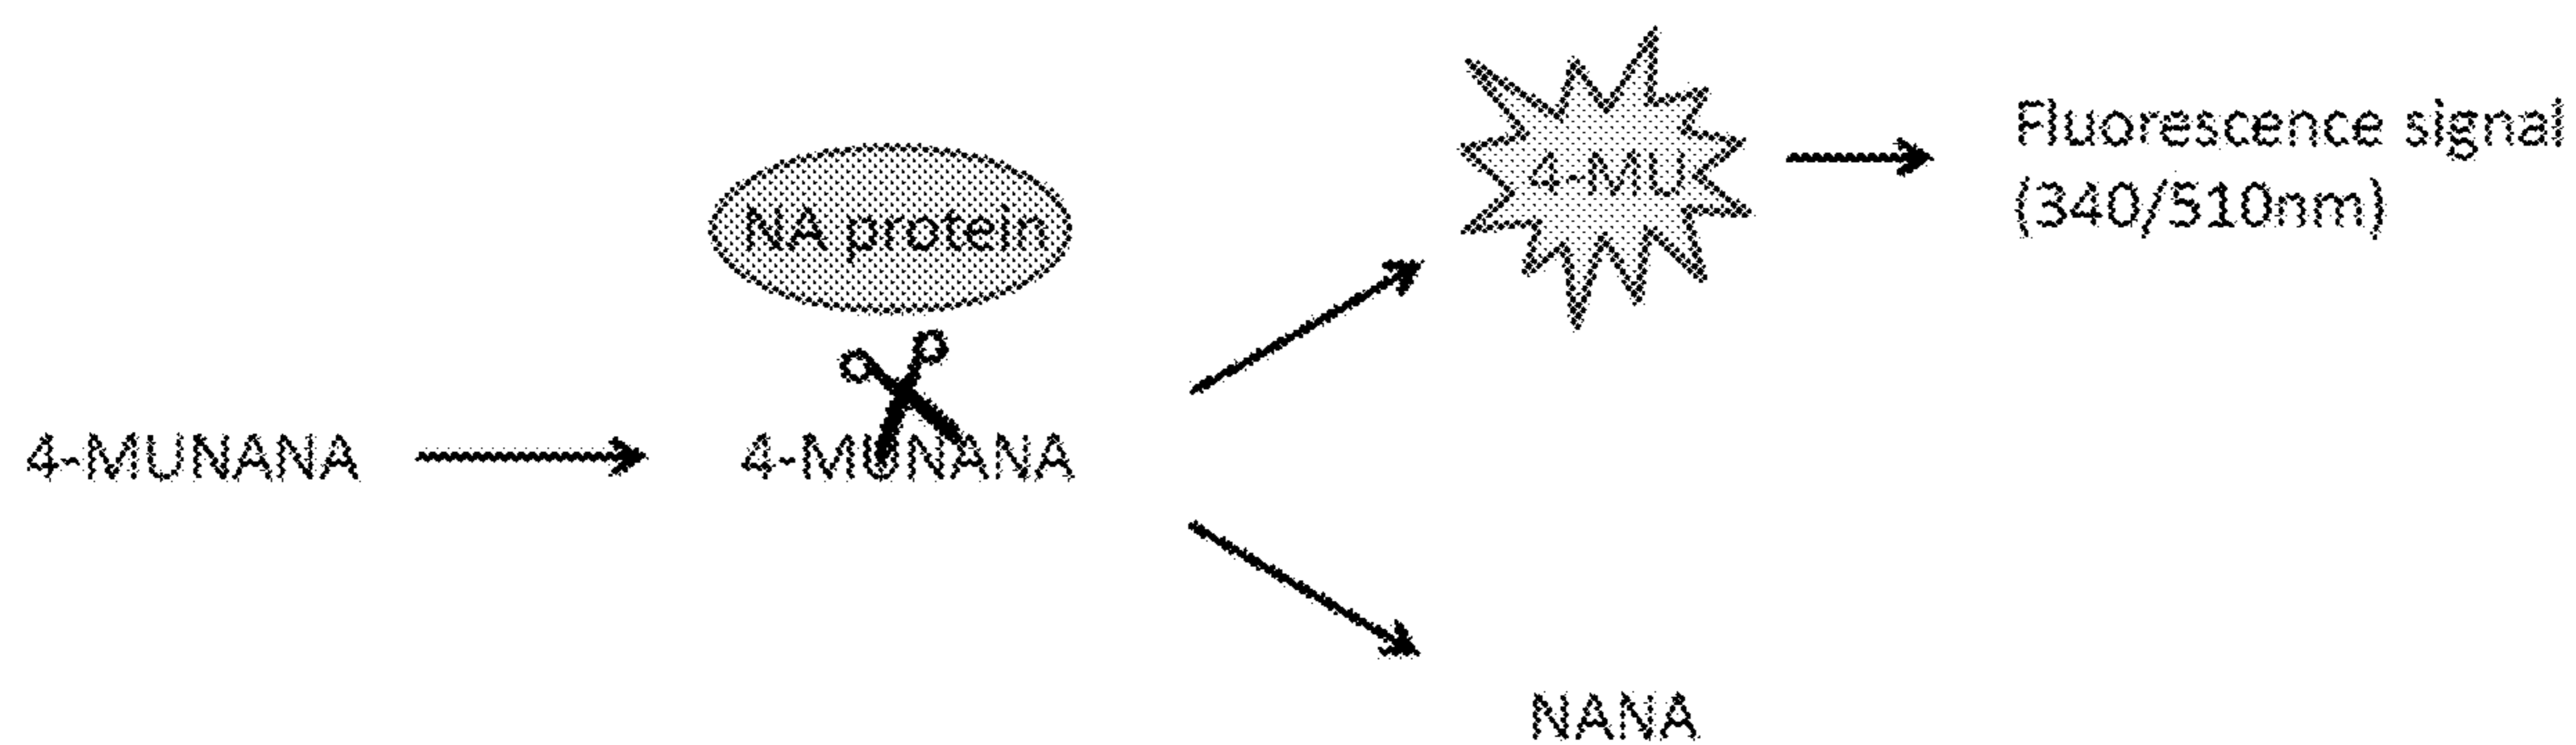 4-MUNANA
NA protein
4-MUNANA
4-MU
Fluorescence signal
(340/510nm)
NANA